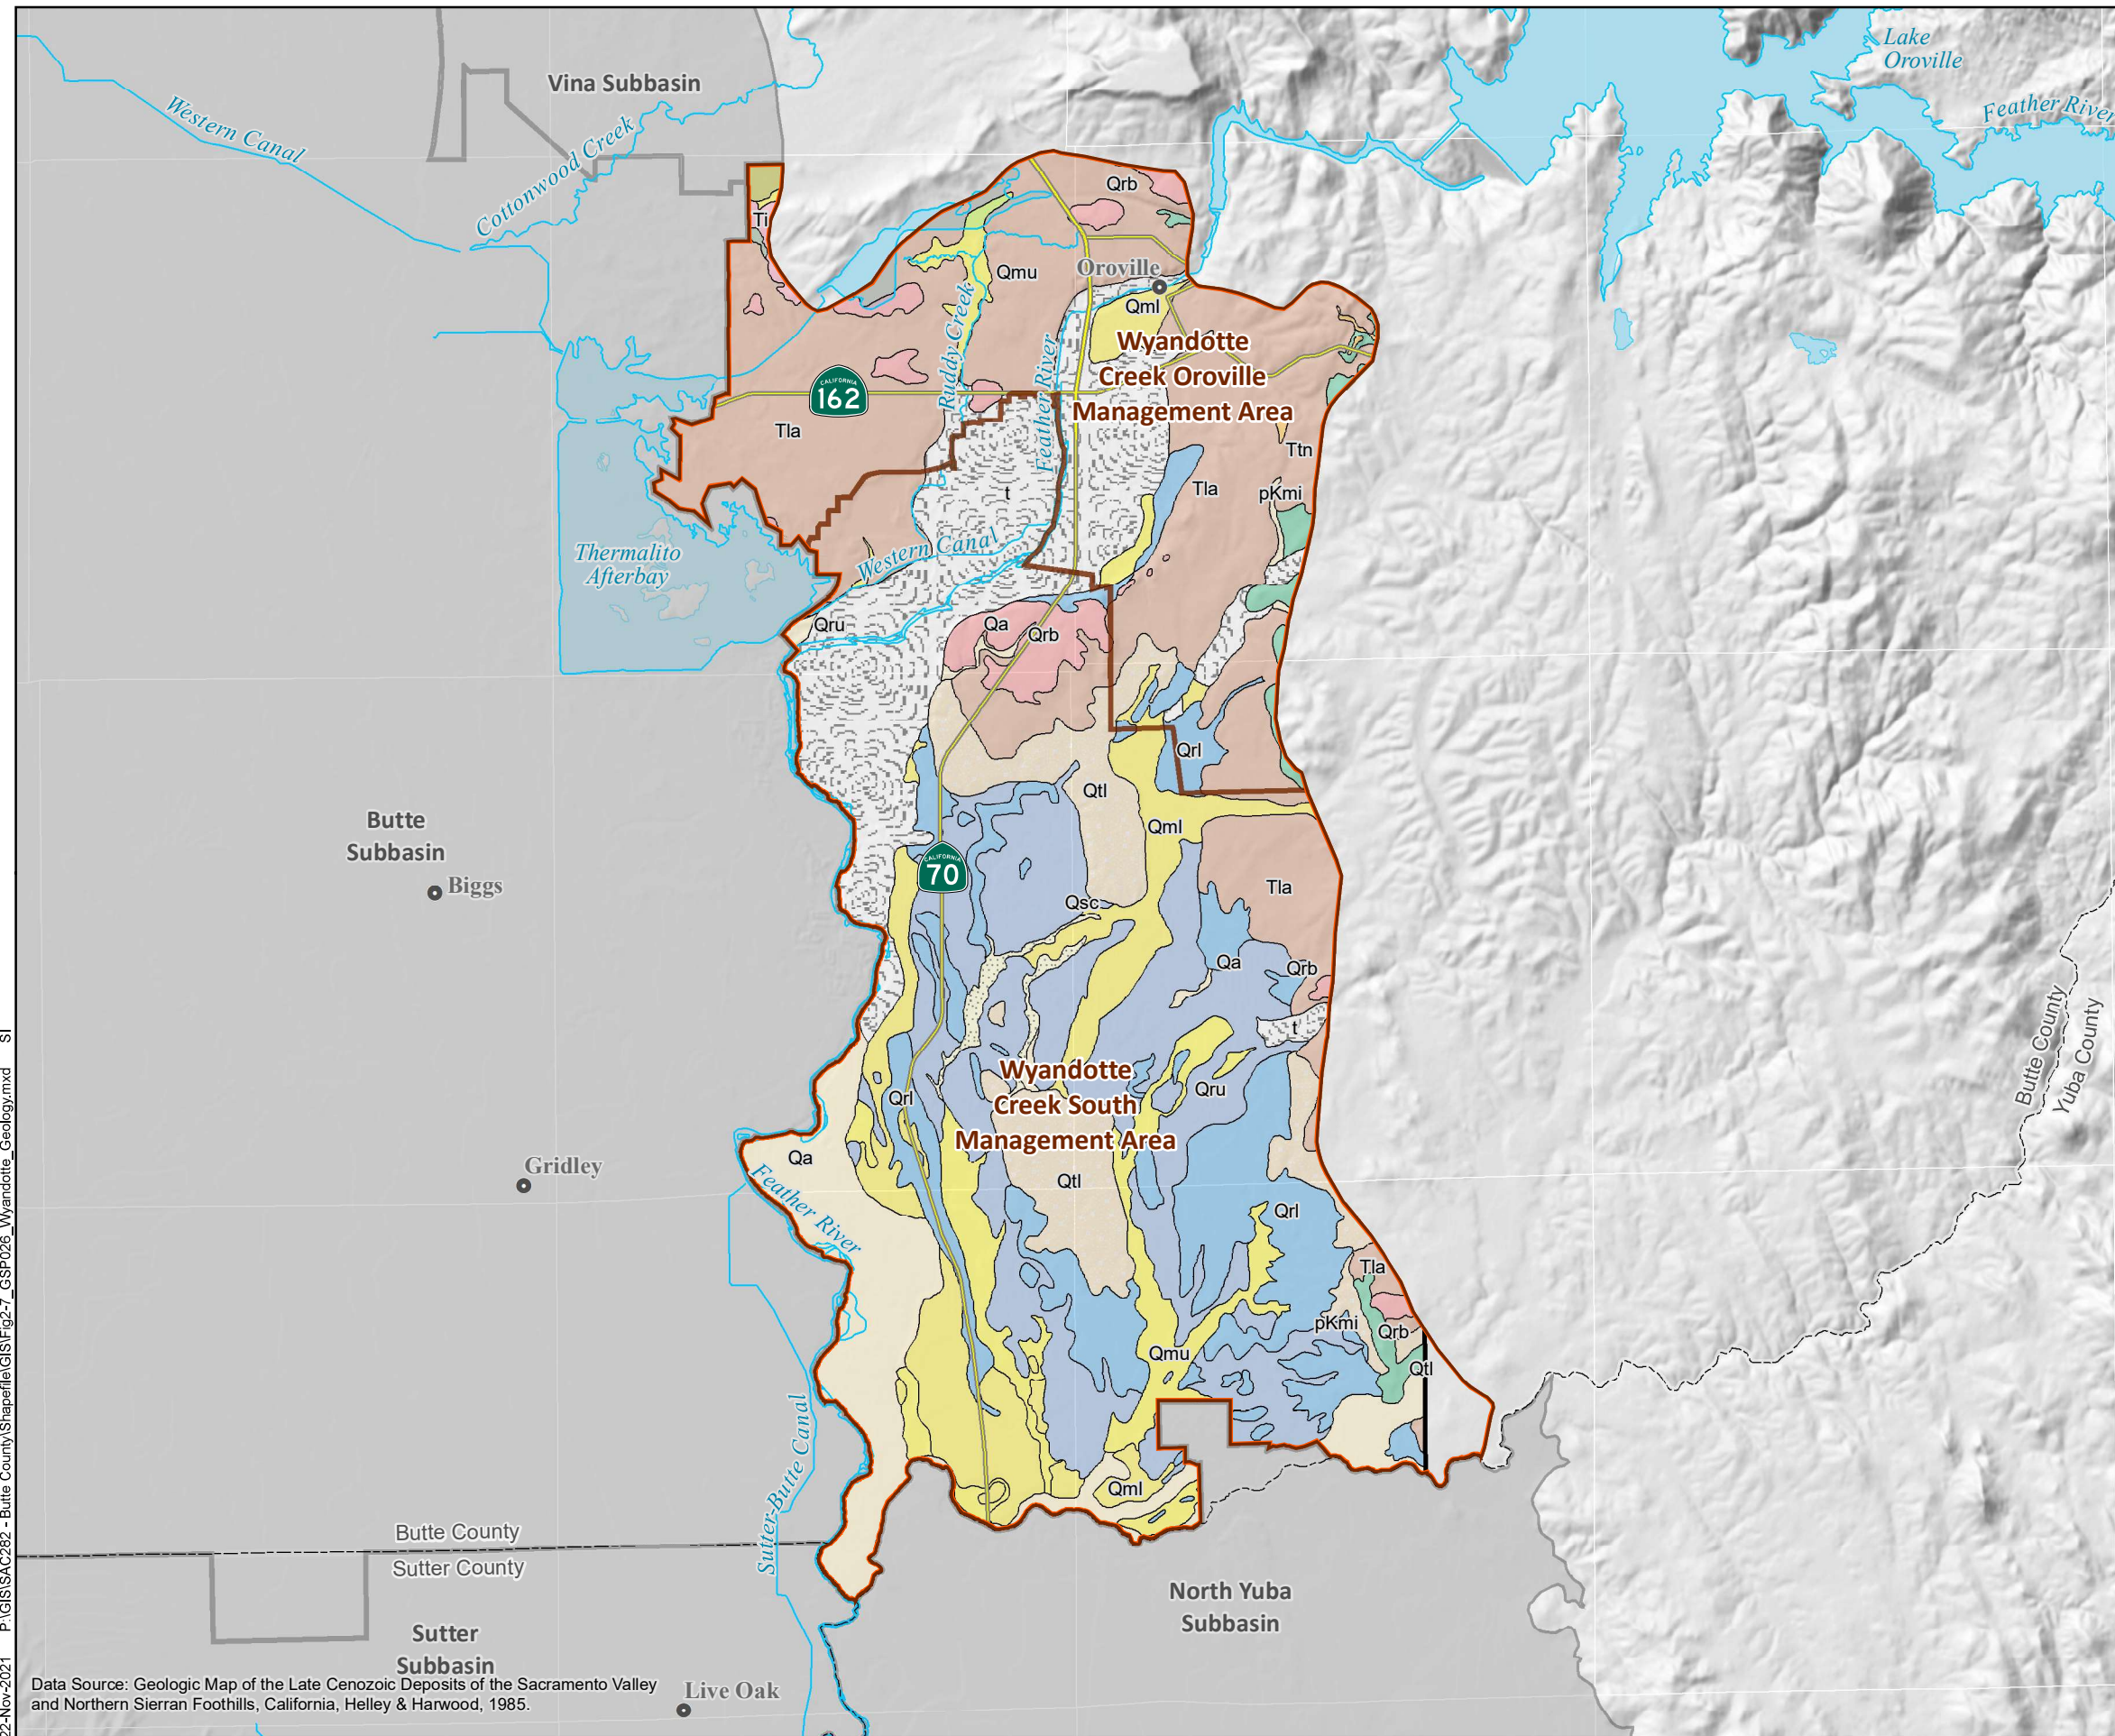 Lake
Oroville
Feather River
Vina Subbasin
Western Canal
Cottonwood Creek
Qrb
Ti
Qmu
Oroville
Qml
Wyandotte
Creek Oroville
Management Area
Ruddy Creek
Feather River
CALIFORNIA
162
Tla
Ttn
t
Tla
pKmi
Western Canal
Thermalito
Afterbay
Qru
Qa
Qrb
Qrl
Qtl
Butte
Subbasin
Qml
CALIFORNIA
70
Biggs
Tla
Qsc
Qa
Qrb
t
Butte County
Yuba County
Wyandotte
Creek South
Management Area
Qru
Qrl
Qa
Gridley
Qtl
Feather River
Qrl
Tla
pKmi
Qrb
Qmu
Qtl
Sutter-Butte Canal
Qml
Butte County
Sutter County
North Yuba
Subbasin
Sutter
Subbasin
Data Source: Geologic Map of the Late Cenozoic Deposits of the Sacramento Valley
and Northern Sierran Foothills, California, Helley & Harwood, 1985.
Live Oak
22-Nov-2021 P:\GIS\SAC282 - Butte County\Shapefile\GIS\Fig2-7_GSP026_Wyandotte_Geology.mxd SI